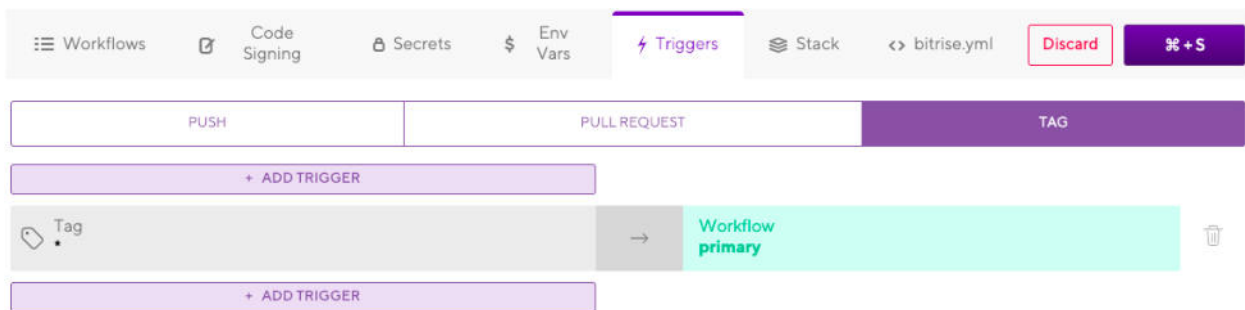 Workflows
Code
Signing
Secrets
$ Env
Vars
Triggers
Stack
<> bitrise.yml
Discard
⌘ + S
PUSH
PULL REQUEST
TAG
+ ADD TRIGGER
Tag
*
→
Workflow
primary
+ ADD TRIGGER